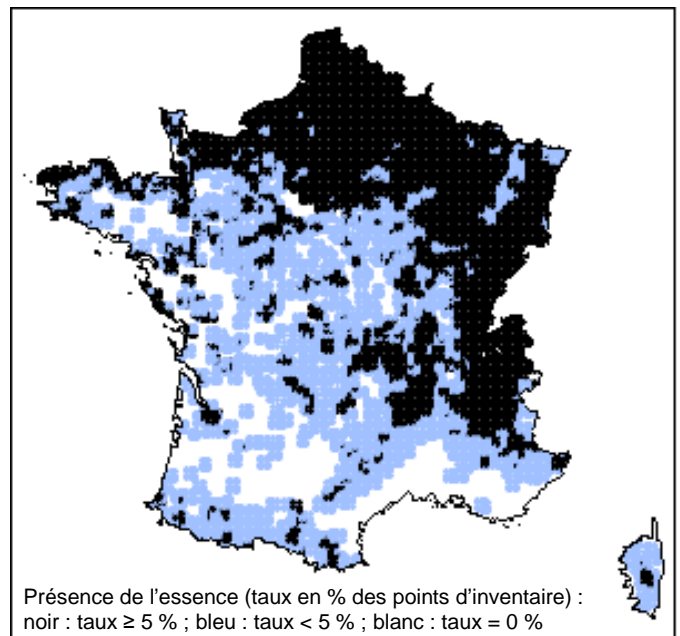 Présence de l'essence (taux en % des points d'inventaire) :
noir : taux ≥ 5 % ; bleu : taux < 5 % ; blanc : taux = 0 %